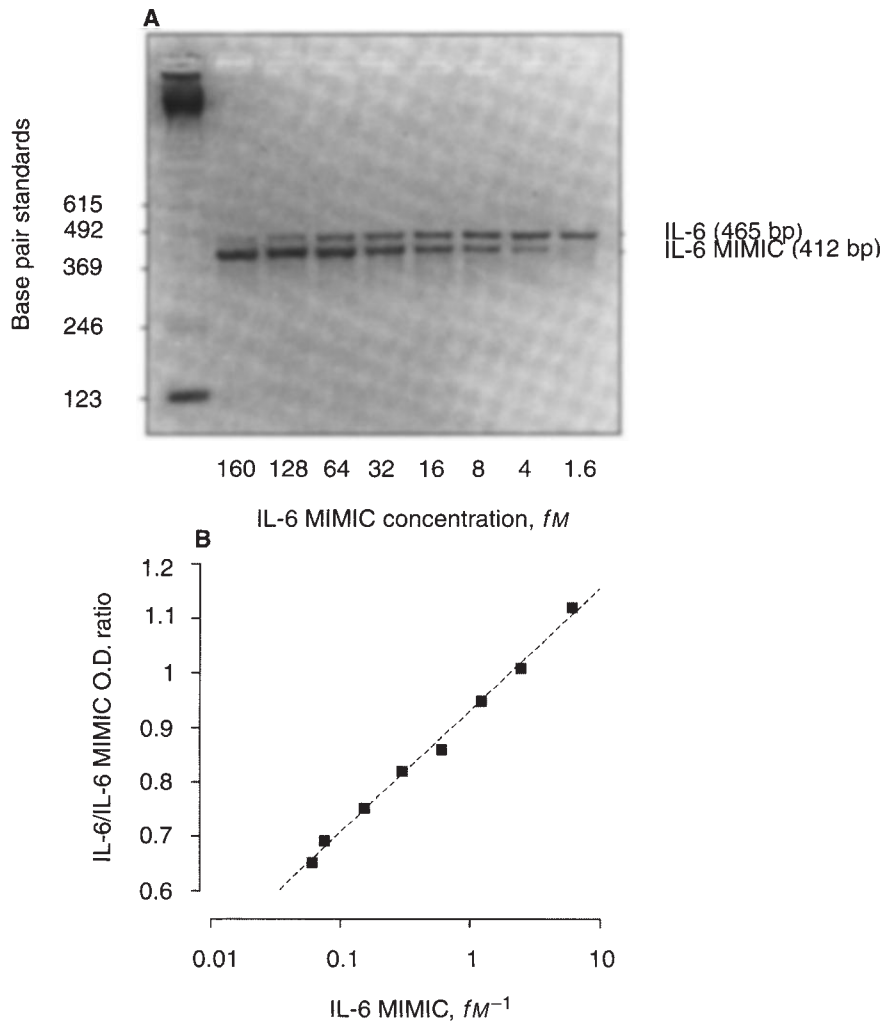 A
Base pair standards
615
492
369
246
123
IL-6 (465 bp)
IL-6 MIMIC (412 bp)
160 128 64 32 16 8 4 1.6
IL-6 MIMIC concentration, fM
B
IL-6/IL-6 MIMIC O.D. ratio
1.2
1.1
1
0.9
0.8
0.7
0.6
0.01 0.1 1 10
IL-6 MIMIC, fM⁻¹